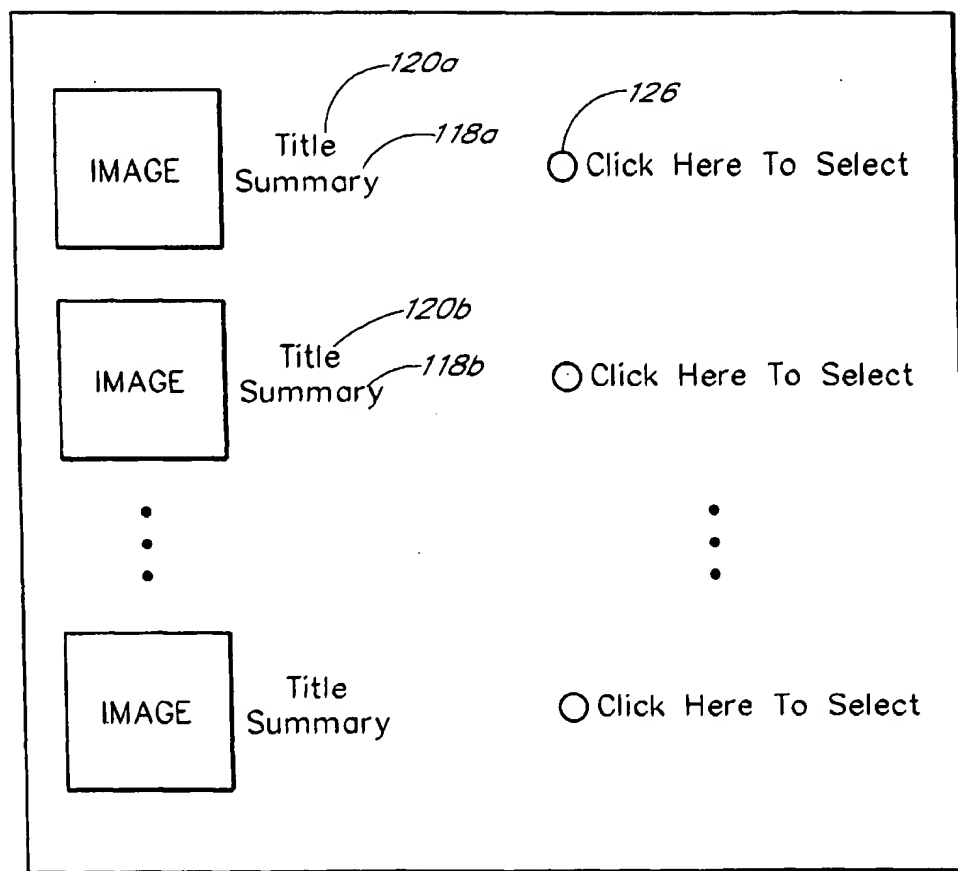 120a
126
Title
118a
IMAGE
Summary
Click Here To Select
120b
Title
118b
IMAGE
Summary
Click Here To Select
Title
IMAGE
Summary
Click Here To Select